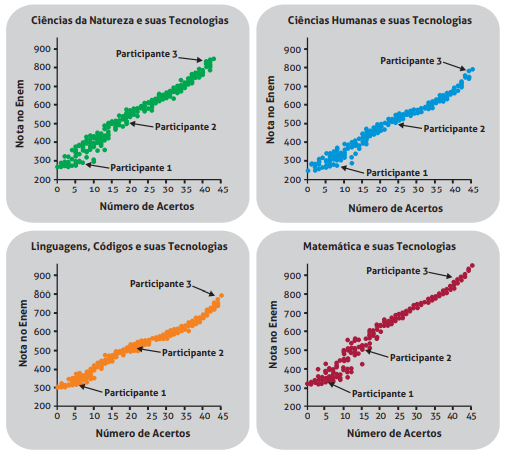 Ciências da Natureza e suas Tecnologias
Nota no Enem
900
800
700
600
500
400
300
200
Participante 3
Participante 2
Participante 1
0 5 10 15 20 25 30 35 40 45
Número de Acertos
Ciências Humanas e suas Tecnologias
Nota no Enem
900
800
700
600
500
400
300
200
Participante 3
Participante 2
Participante 1
0 5 10 15 20 25 30 35 40 45
Número de Acertos
Linguagens, Códigos e suas Tecnologias
Nota no Enem
900
800
700
600
500
400
300
200
Participante 3
Participante 2
Participante 1
0 5 10 15 20 25 30 35 40 45
Número de Acertos
Matemática e suas Tecnologias
Nota no Enem
900
800
700
600
500
400
300
200
Participante 3
Participante 2
Participante 1
0 5 10 15 20 25 30 35 40 45
Número de Acertos